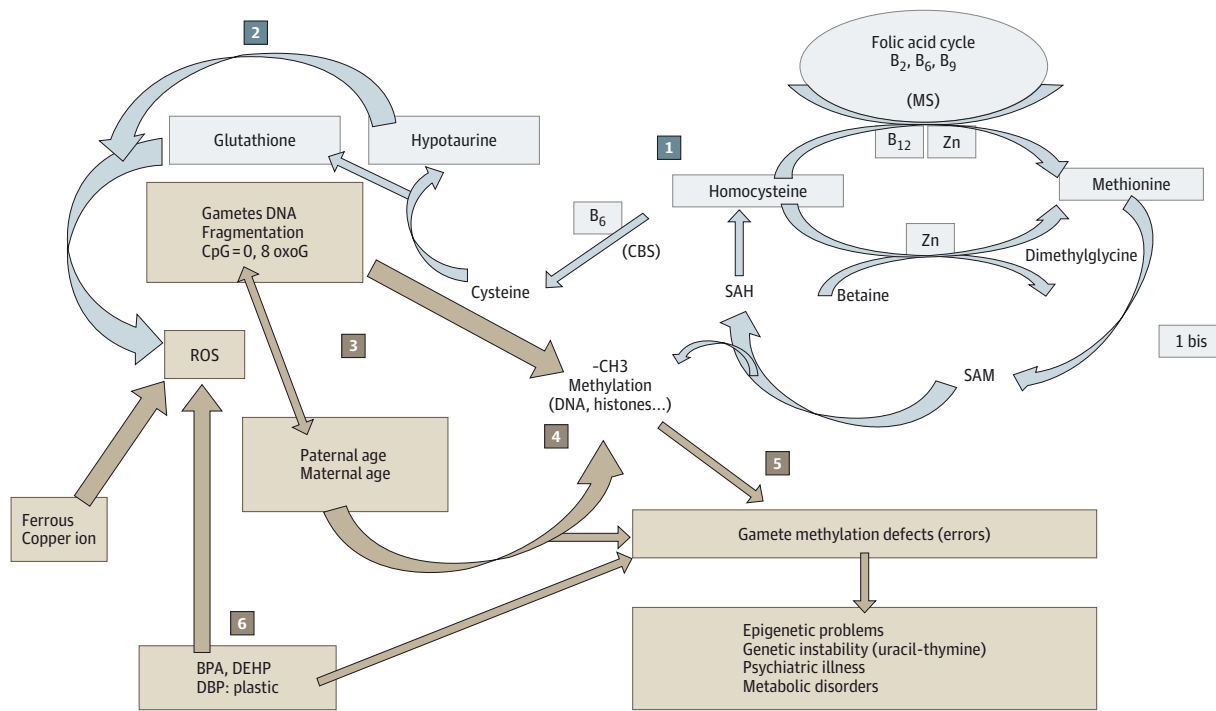 2
Folic acid cycle
B2, B6, B9
(MS)
Glutathione
Hypotaurine
1
B12
Zn
Homocysteine
Methionine
Gametes DNA
Fragmentation
CpG = 0, 8 oxoG
B6
(CBS)
Zn
Dimethylglycine
Cysteine
SAH
Betaine
3
ROS
1 bis
-CH3
Methylation
(DNA, histones...)
SAM
4
Paternal age
Maternal age
5
Ferrous
Copper ion
Gamete methylation defects (errors)
6
BPA, DEHP
DBP: plastic
Epigenetic problems
Genetic instability (uracil-thymine)
Psychiatric illness
Metabolic disorders